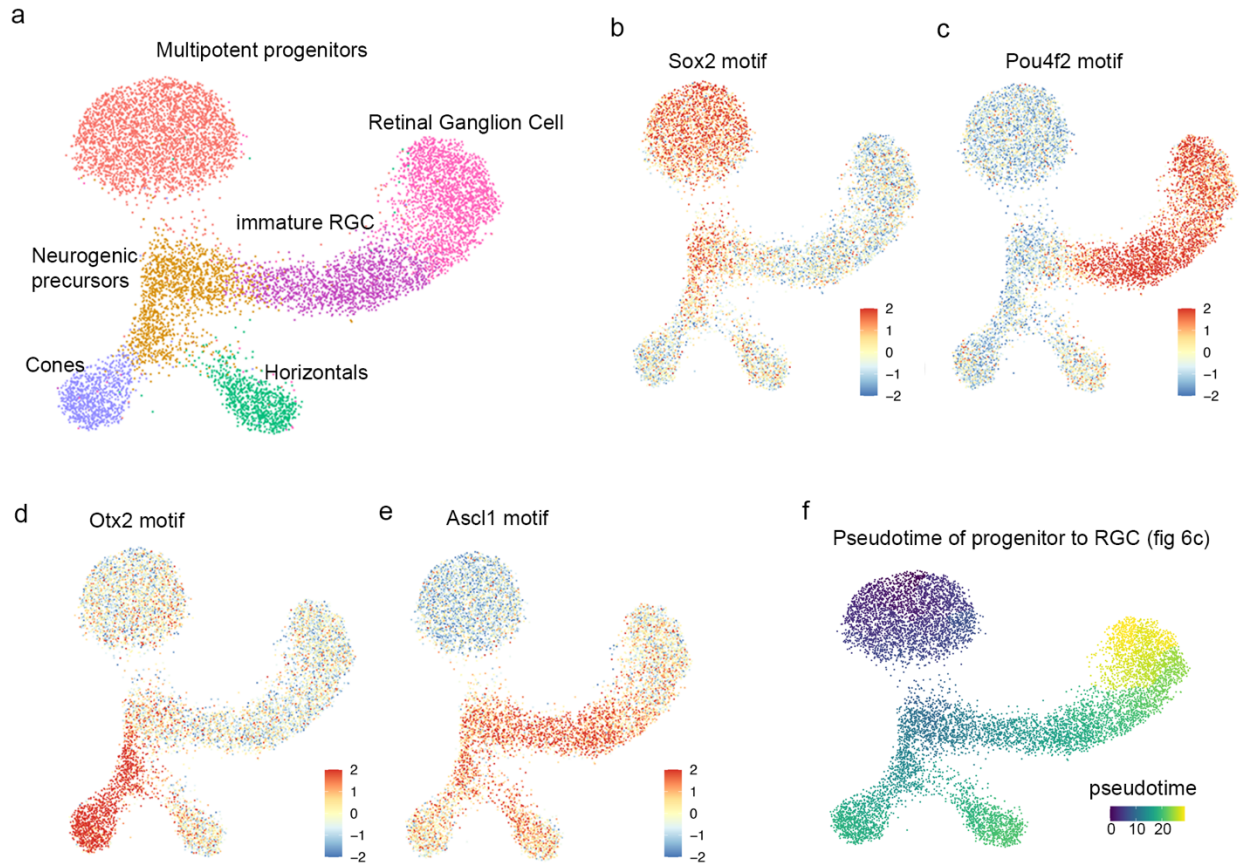 a
Multipotent progenitors
Retinal Ganglion Cell
immature RGC
Neurogenic
precursors
Cones
Horizontals
b
Sox2 motif
2
1
0
−1
−2
c
Pou4f2 motif
2
1
0
−1
−2
d
Otx2 motif
2
1
0
−1
−2
e
Ascl1 motif
2
1
0
−1
−2
f
Pseudotime of progenitor to RGC (fig 6c)
pseudotime
0 10 20